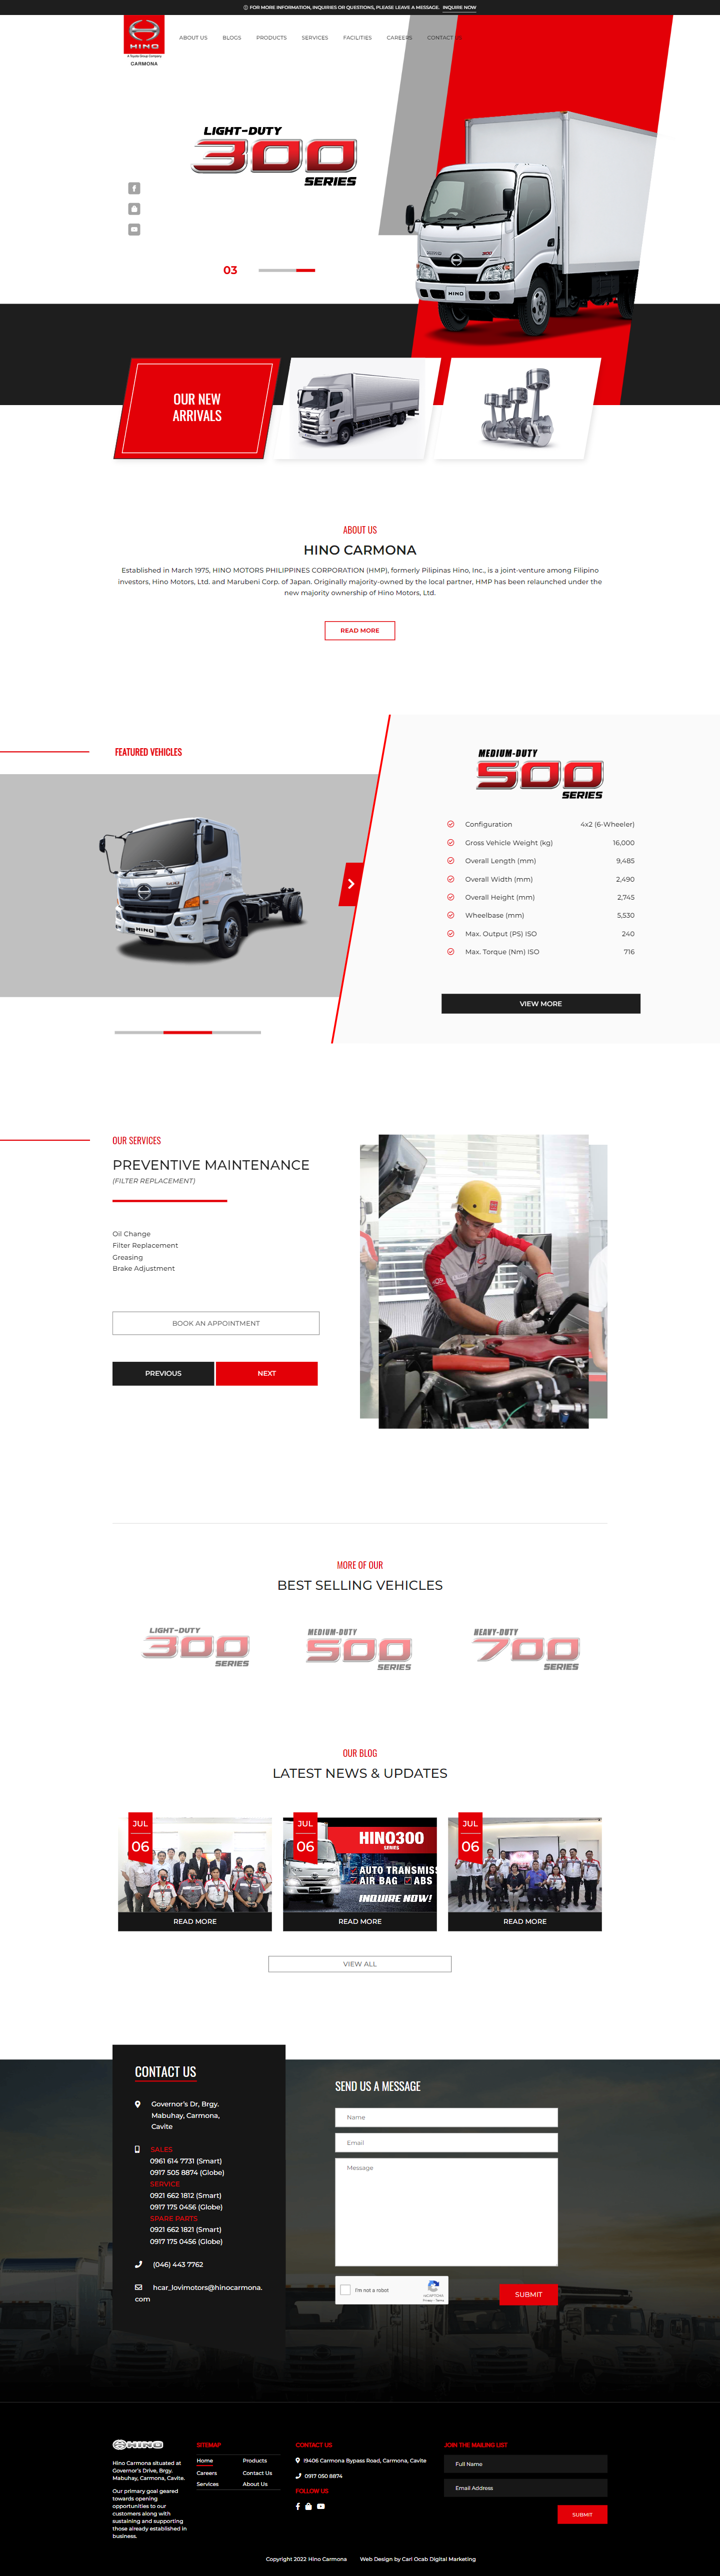 FOR MORE INFORMATION, INQUIRIES OR QUESTIONS, PLEASE LEAVE A MESSAGE. INQUIRE NOW
HINO
A Toyota Group Company
CARMONA
ABOUT US
BLOGS
PRODUCTS
SERVICES
FACILITIES
CAREERS
CONTACT US
LIGHT-DUTY
300
SERIES
HINO
300
HINO
03
OUR NEW
ARRIVALS
ABOUT US
HINO CARMONA
Established in March 1975, HINO MOTORS PHILIPPINES CORPORATION (HMP), formerly Pilipinas Hino, Inc., is a joint-venture among Filipino
investors, Hino Motors, Ltd. and Marubeni Corp. of Japan. Originally majority-owned by the local partner, HMP has been relaunched under the
new majority ownership of Hino Motors, Ltd.
READ MORE
FEATURED VEHICLES
500
HINO
MEDIUM-DUTY
500
SERIES
Configuration 4x2 (6-Wheeler)
Gross Vehicle Weight (kg) 16,000
Overall Length (mm) 9,485
Overall Width (mm) 2,490
Overall Height (mm) 2,745
Wheelbase (mm) 5,530
Max. Output (PS) ISO 240
Max. Torque (Nm) ISO 716
VIEW MORE
OUR SERVICES
PREVENTIVE MAINTENANCE
(FILTER REPLACEMENT)
Oil Change
Filter Replacement
Greasing
Brake Adjustment
BOOK AN APPOINTMENT
PREVIOUS
NEXT
MORE OF OUR
BEST SELLING VEHICLES
LIGHT-DUTY
300
SERIES
MEDIUM-DUTY
500
SERIES
HEAVY-DUTY
700
SERIES
OUR BLOG
LATEST NEWS & UPDATES
JUL
06
READ MORE
JUL
06
HINO300
SERIES
AUTO TRANSMISS
AIR BAG ABS
INQUIRE NOW!
READ MORE
JUL
06
READ MORE
VIEW ALL
CONTACT US
Governor's Dr, Brgy.
Mabuhay, Carmona,
Cavite
SALES
0961 614 7731 (Smart)
0917 505 8874 (Globe)
SERVICE
0921 662 1812 (Smart)
0917 175 0456 (Globe)
SPARE PARTS
0921 662 1821 (Smart)
0917 175 0456 (Globe)
(046) 443 7762
hcar_lovimotors@hinocarmona.
com
SEND US A MESSAGE
Name
Email
Message
I'm not a robot
reCAPTCHA
Privacy - Terms
SUBMIT
HINO
Hino Carmona situated at
Governor's Drive, Brgy.
Mabuhay, Carmona, Cavite.
Our primary goal geared
towards opening
opportunities to our
customers along with
sustaining and supporting
those already established in
business.
SITEMAP
Home
Products
Careers
Contact Us
Services
About Us
CONTACT US
19406 Carmona Bypass Road, Carmona, Cavite
0917 050 8874
FOLLOW US
JOIN THE MAILING LIST
Full Name
Email Address
SUBMIT
Copyright 2022 Hino Carmona
Web Design by Carl Ocab Digital Marketing